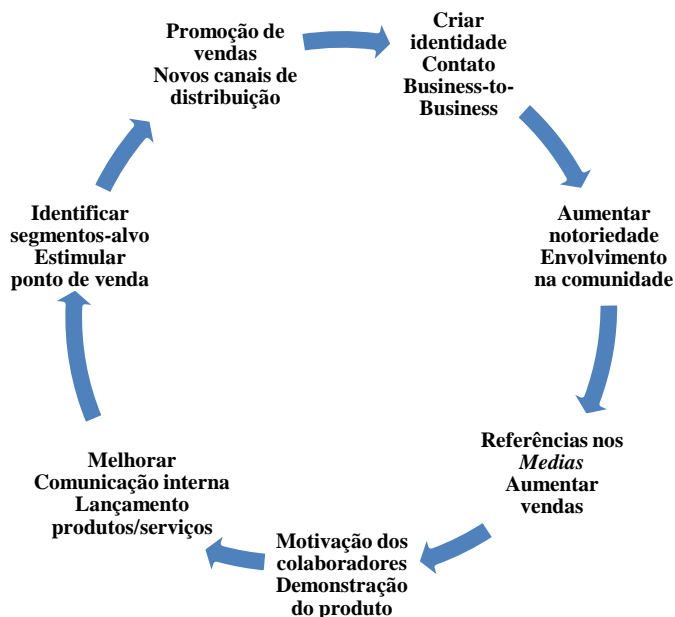 Promoção de
vendas
Novos canais de
distribuição
Criar
identidade
Contato
Business-to-
Business
Aumentar
notoriedade
Envolvimento
na comunidade
Referências nos
Medias
Aumentar
vendas
Motivação dos
colaboradores
Demonstração
do produto
Melhorar
Comunicação interna
Lançamento
produtos/serviços
Identificar
segmentos-alvo
Estimular
ponto de venda